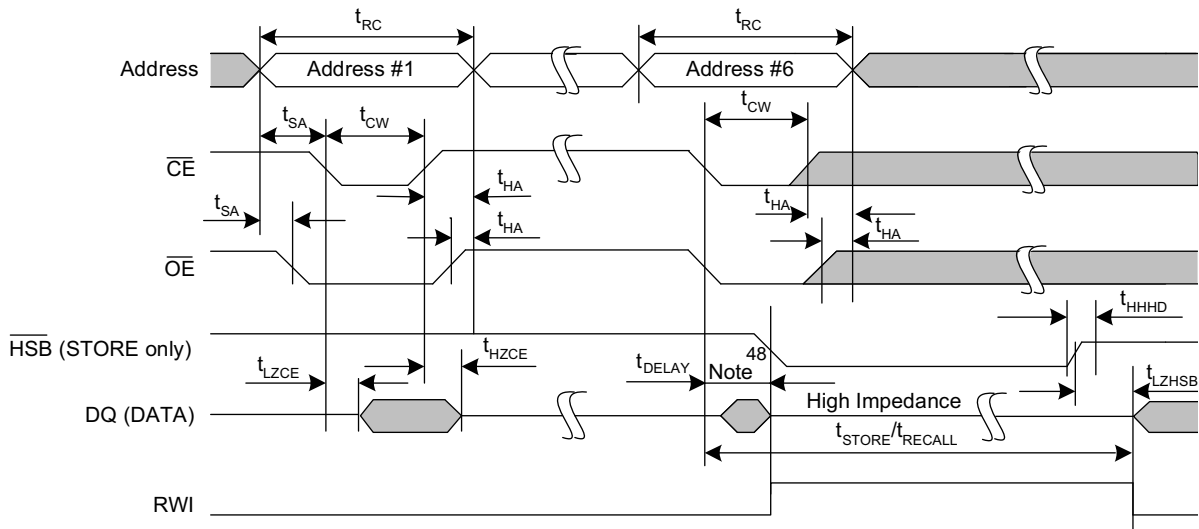 tRC
tRC
Address
Address #1
Address #6
tSA
tCW
tCW
CE
tHA
tSA
tHA
tHA
tHA
OE
tHHHD
HSB (STORE only)
tLZCE
tHZCE
tDELAY
Note 48
tLZHSB
DQ (DATA)
High Impedance
tSTORE/tRECALL
RWI